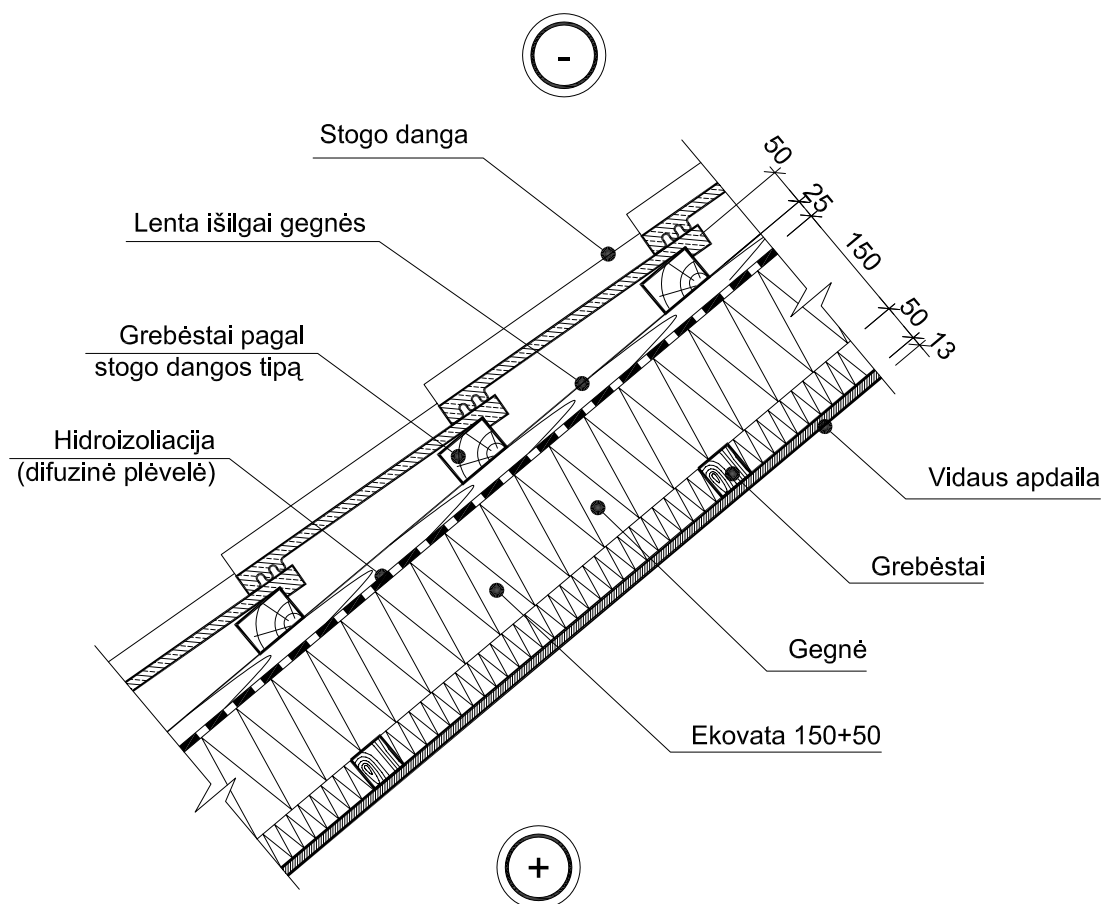 -
Stogo danga
Lenta išilgai gegnės
Grebėstai pagal
stogo dangos tipą
Hidroizoliacija
(difuzinė plėvelė)
50
25
150
50
13
Vidaus apdaila
Grebėstai
Gegnė
Ekovata 150+50
+